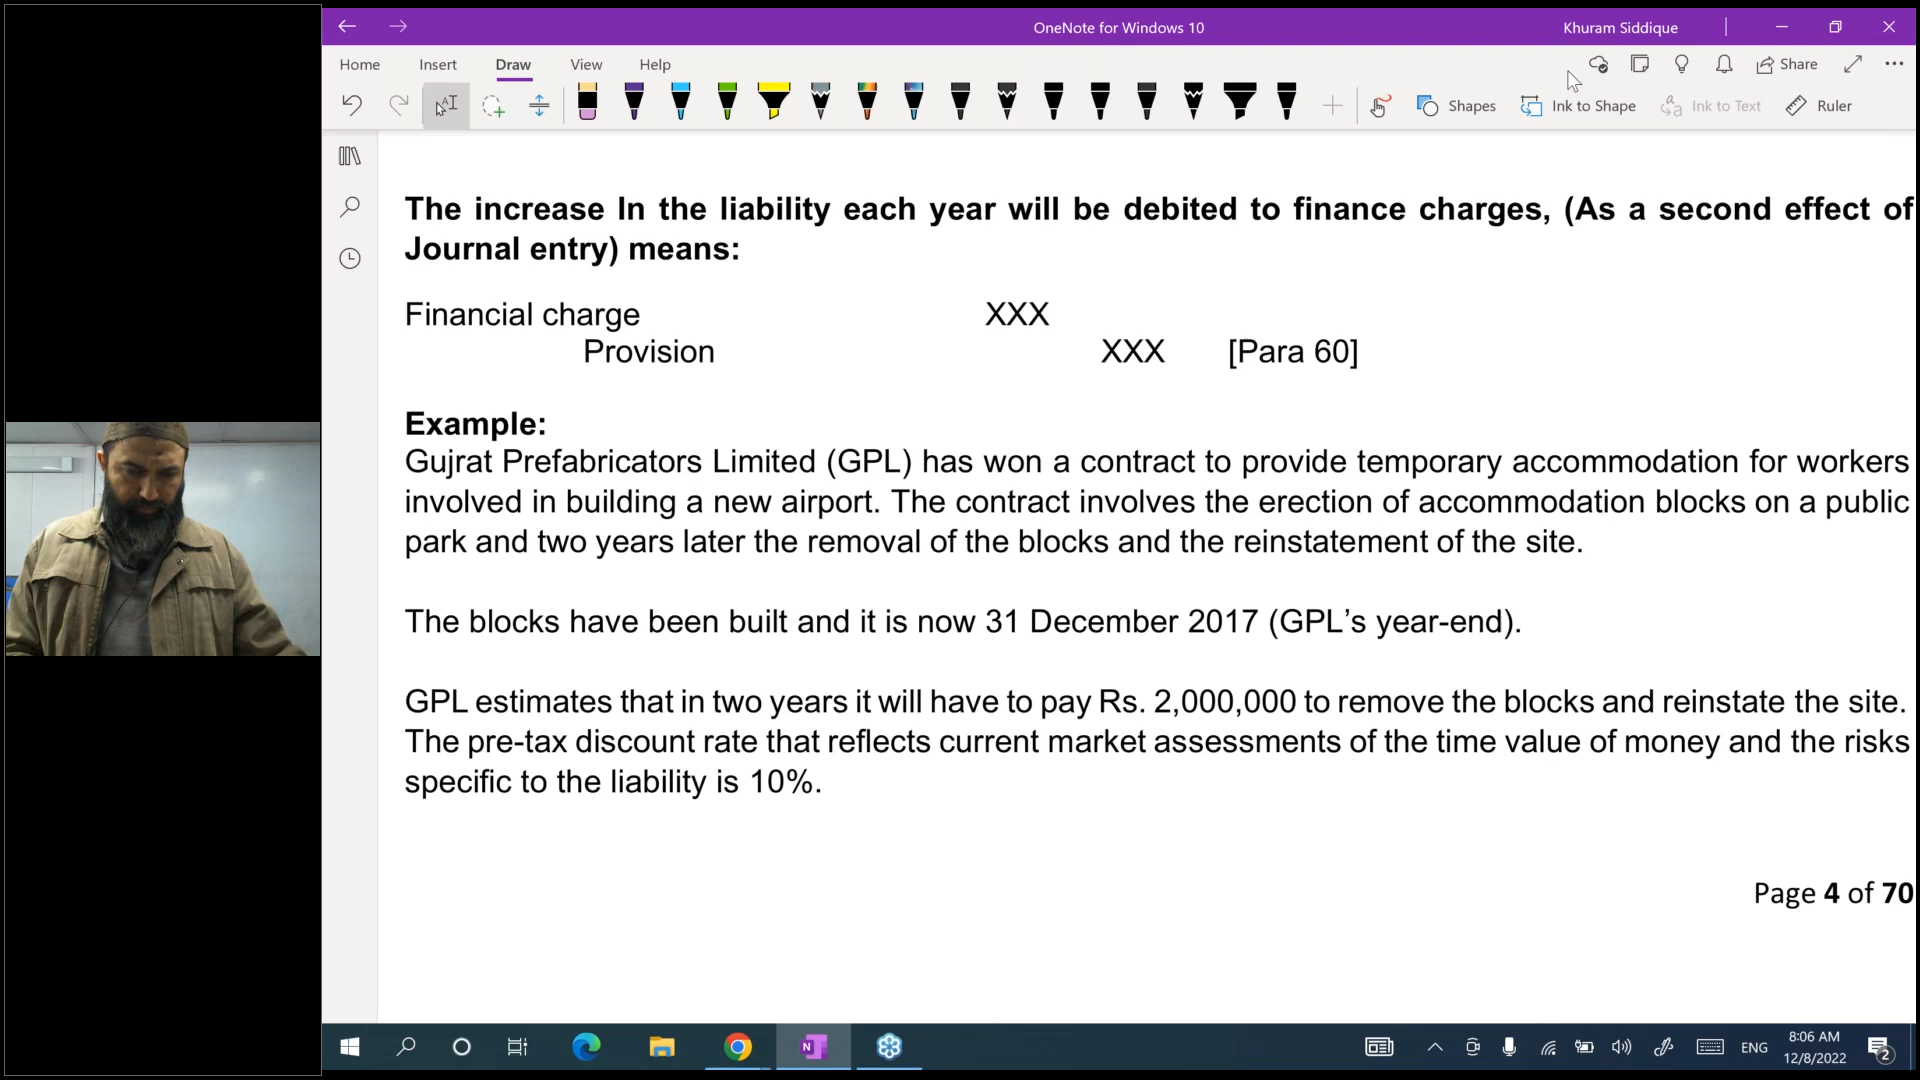 OneNote for Windows 10
Khuram Siddique
Home Insert Draw View Help
Share
Shapes Ink to Shape Ink to Text Ruler
The increase In the liability each year will be debited to finance charges, (As a second effect of
Journal entry) means:
Financial charge XXX
Provision XXX [Para 60]
Example:
Gujrat Prefabricators Limited (GPL) has won a contract to provide temporary accommodation for workers
involved in building a new airport. The contract involves the erection of accommodation blocks on a public
park and two years later the removal of the blocks and the reinstatement of the site.
The blocks have been built and it is now 31 December 2017 (GPL’s year-end).
GPL estimates that in two years it will have to pay Rs. 2,000,000 to remove the blocks and reinstate the site.
The pre-tax discount rate that reflects current market assessments of the time value of money and the risks
specific to the liability is 10%.
Page 4 of 70
ENG
8:06 AM
12/8/2022
2